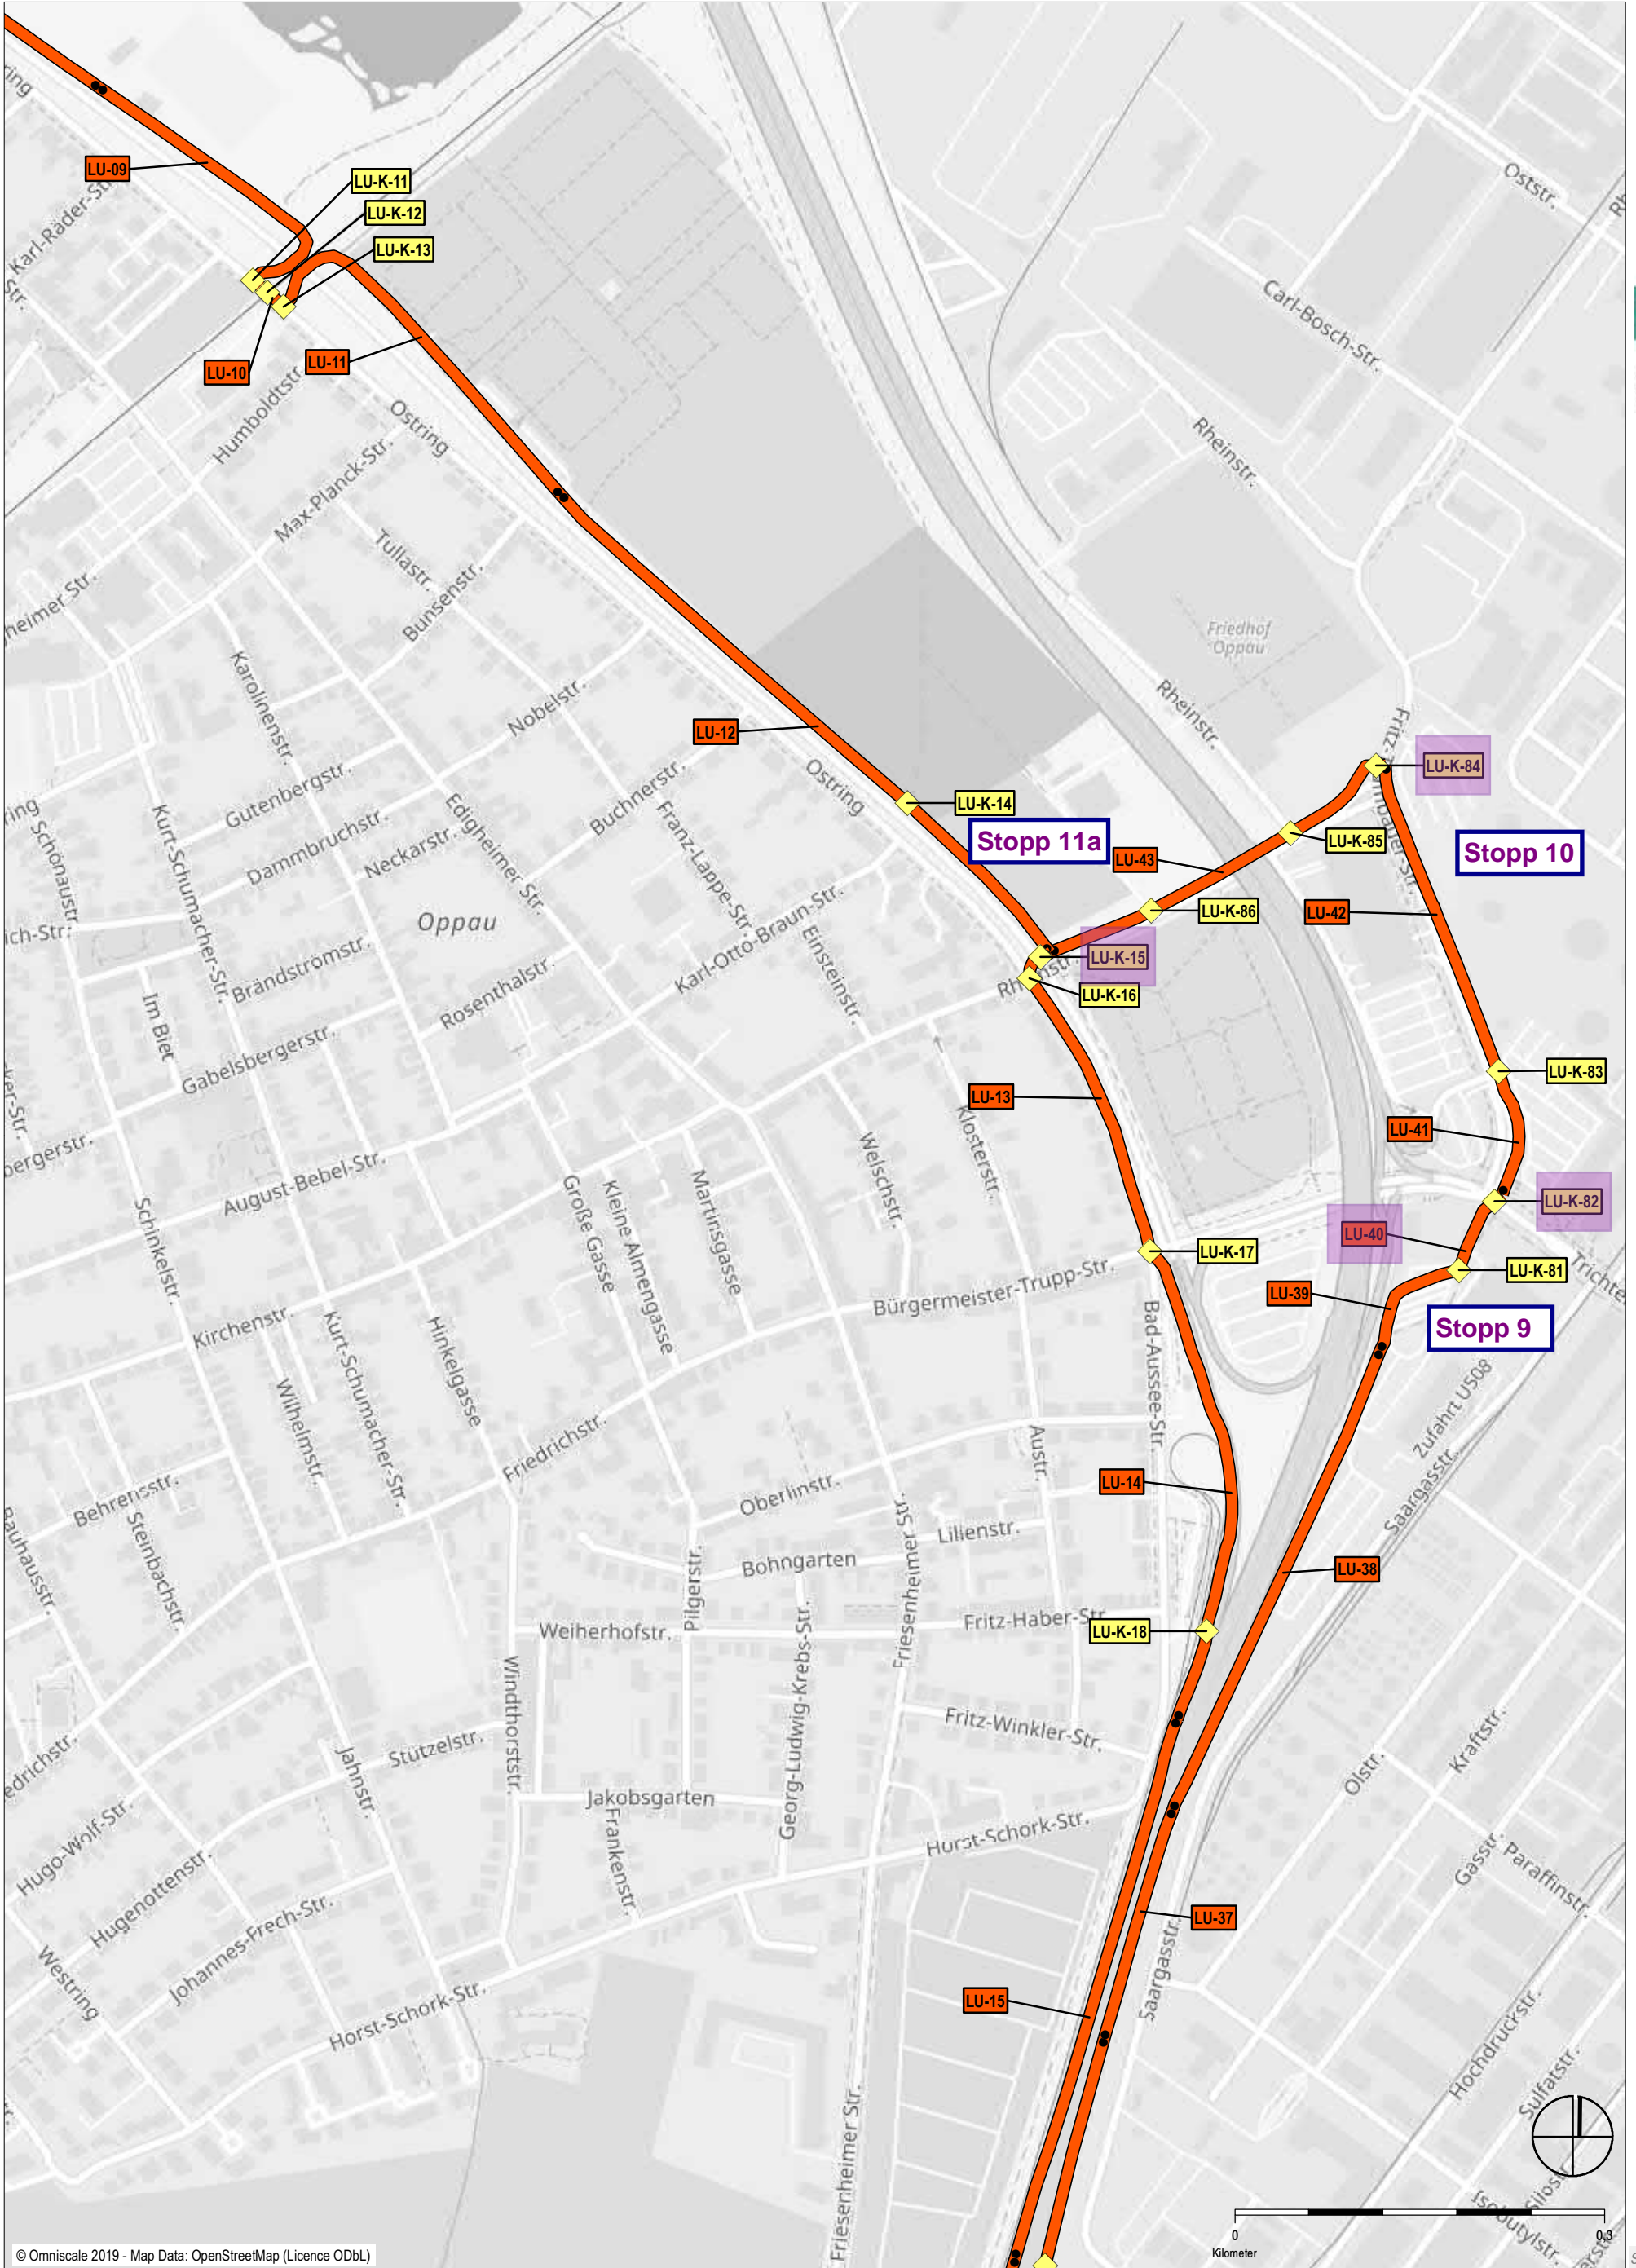 LU-09
Karl-Räder-St
LU-K-11
LU-K-12
LU-K-13
LU-10
LU-11
Humboldtstr.
Ostring
Max-Planck-Str.
Tullastr.
Bunsenstr.
Oststr.
Carl-Bosch-Str.
Rheinstr.
Friedhof
Oppau
Rheinstr.
Karolinenstr.
Nobelstr.
LU-12
Ostring
LU-K-14
Stopp 11a
LU-43
LU-K-84
LU-K-85
Stopp 10
LU-42
LU-K-86
LU-K-15
LU-K-16
Gutenbergstr.
Buchnerstr.
Dammbruchstr.
Neckarstr.
Edigheimer Str.
Franz-Lappe-Str.
Kurt-Schumacher-Str.
Schönaustr.
Oppau
Karl-Otto-Braun-Str.
Einsteinstr.
Brändströmstr.
Rosenthalstr.
Im Bier
Gabelsbergerstr.
LU-13
LU-K-83
LU-41
LU-K-82
LU-40
LU-K-81
LU-39
Stopp 9
LU-K-17
Klosterstr.
Welschstr.
Martinsgasse
Kleine Almengasse
Große Gasse
August-Bebel-Str.
Schinkelstr.
Bürgermeister-Trupp-Str.
Bad-Aussee-Str.
Kirchenstr.
Kurt-Schumacher-Str.
Hinkelgasse
Wilhelmstr.
Friedrichstr.
Behrensstr.
Steinbachstr.
Bauhausstr.
Zufahrt U508
Saargasstr.
Austr.
LU-14
Oberlinstr.
Lilienstr.
Bohngarten
Pilgerstr.
Friesenheimer Str.
LU-38
Fritz-Haber-Str
LU-K-18
Weiherhofstr.
Windthorststr.
Georg-Ludwig-Krebs-Str.
Fritz-Winkler-Str.
Stützelstr.
Jahnstr.
Jakobsgarten
Frankenstr.
Horst-Schork-Str.
Ölstr.
Kraftstr.
Gasstr.
Paraffinstr.
Hugo-Wolf-Str.
Hugenottenstr.
Johannes-Frech-Str.
Westring
Horst-Schork-Str.
LU-37
Saargasstr.
LU-15
Hochdruckstr.
Sulfatstr.
Friesenheimer Str.
Isobutylstr.
0
0,3
Kilometer
© Omniscale 2019 - Map Data: OpenStreetMap (Licence ODbL)